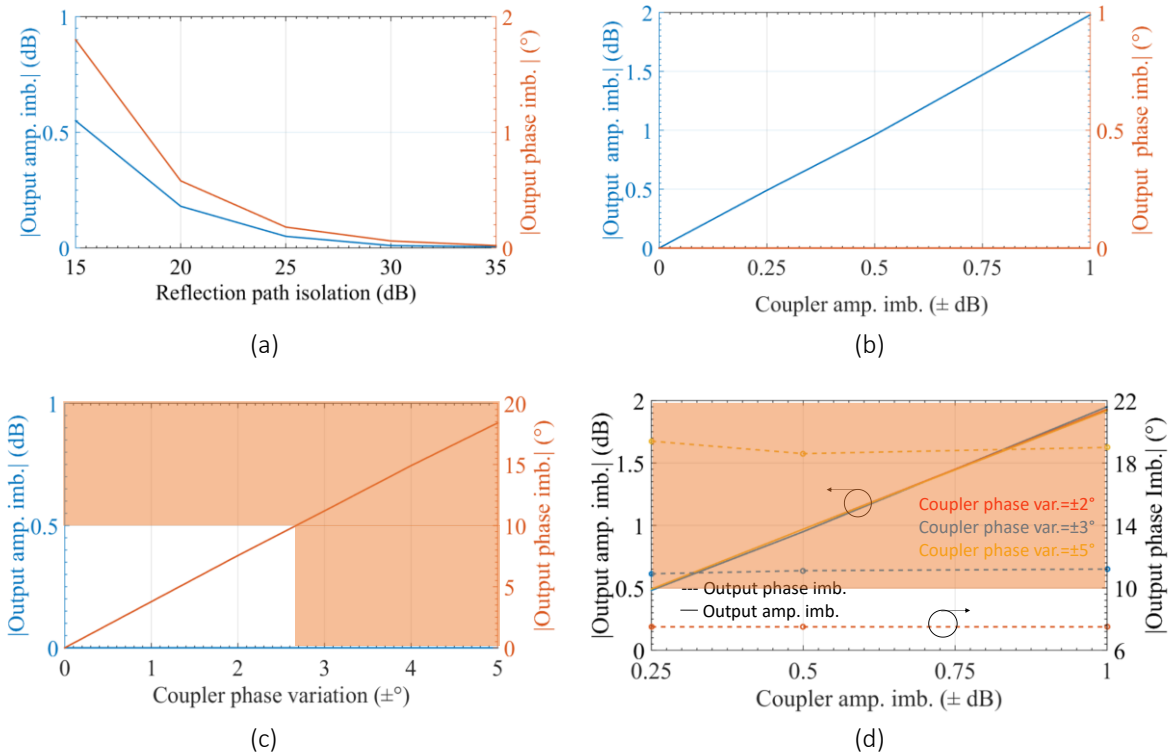 |Output amp. imb.| (dB)
1
0.5
0
2
1
0
|Output phase imb. | (°)
15 20 25 30 35
Reflection path isolation (dB)
(a)
|Output amp. imb.| (dB)
2
1.5
1
0.5
0
1
0.5
0
|Output phase imb.| (°)
0 0.25 0.5 0.75 1
Coupler amp. imb. (± dB)
(b)
|Output amp. imb.| (dB)
1
0.5
0
20
15
10
5
0
|Output phase imb.| (°)
0 1 2 3 4 5
Coupler phase variation (±°)
(c)
|Output amp. imb.| (dB)
2
1.5
1
0.5
0
22
18
14
10
6
|Output phase Imb.| (°)
Coupler phase var.=±2°
Coupler phase var.=±3°
Coupler phase var.=±5°
--- Output phase imb.
— Output amp. imb.
0.25 0.5 0.75 1
Coupler amp. imb. (± dB)
(d)